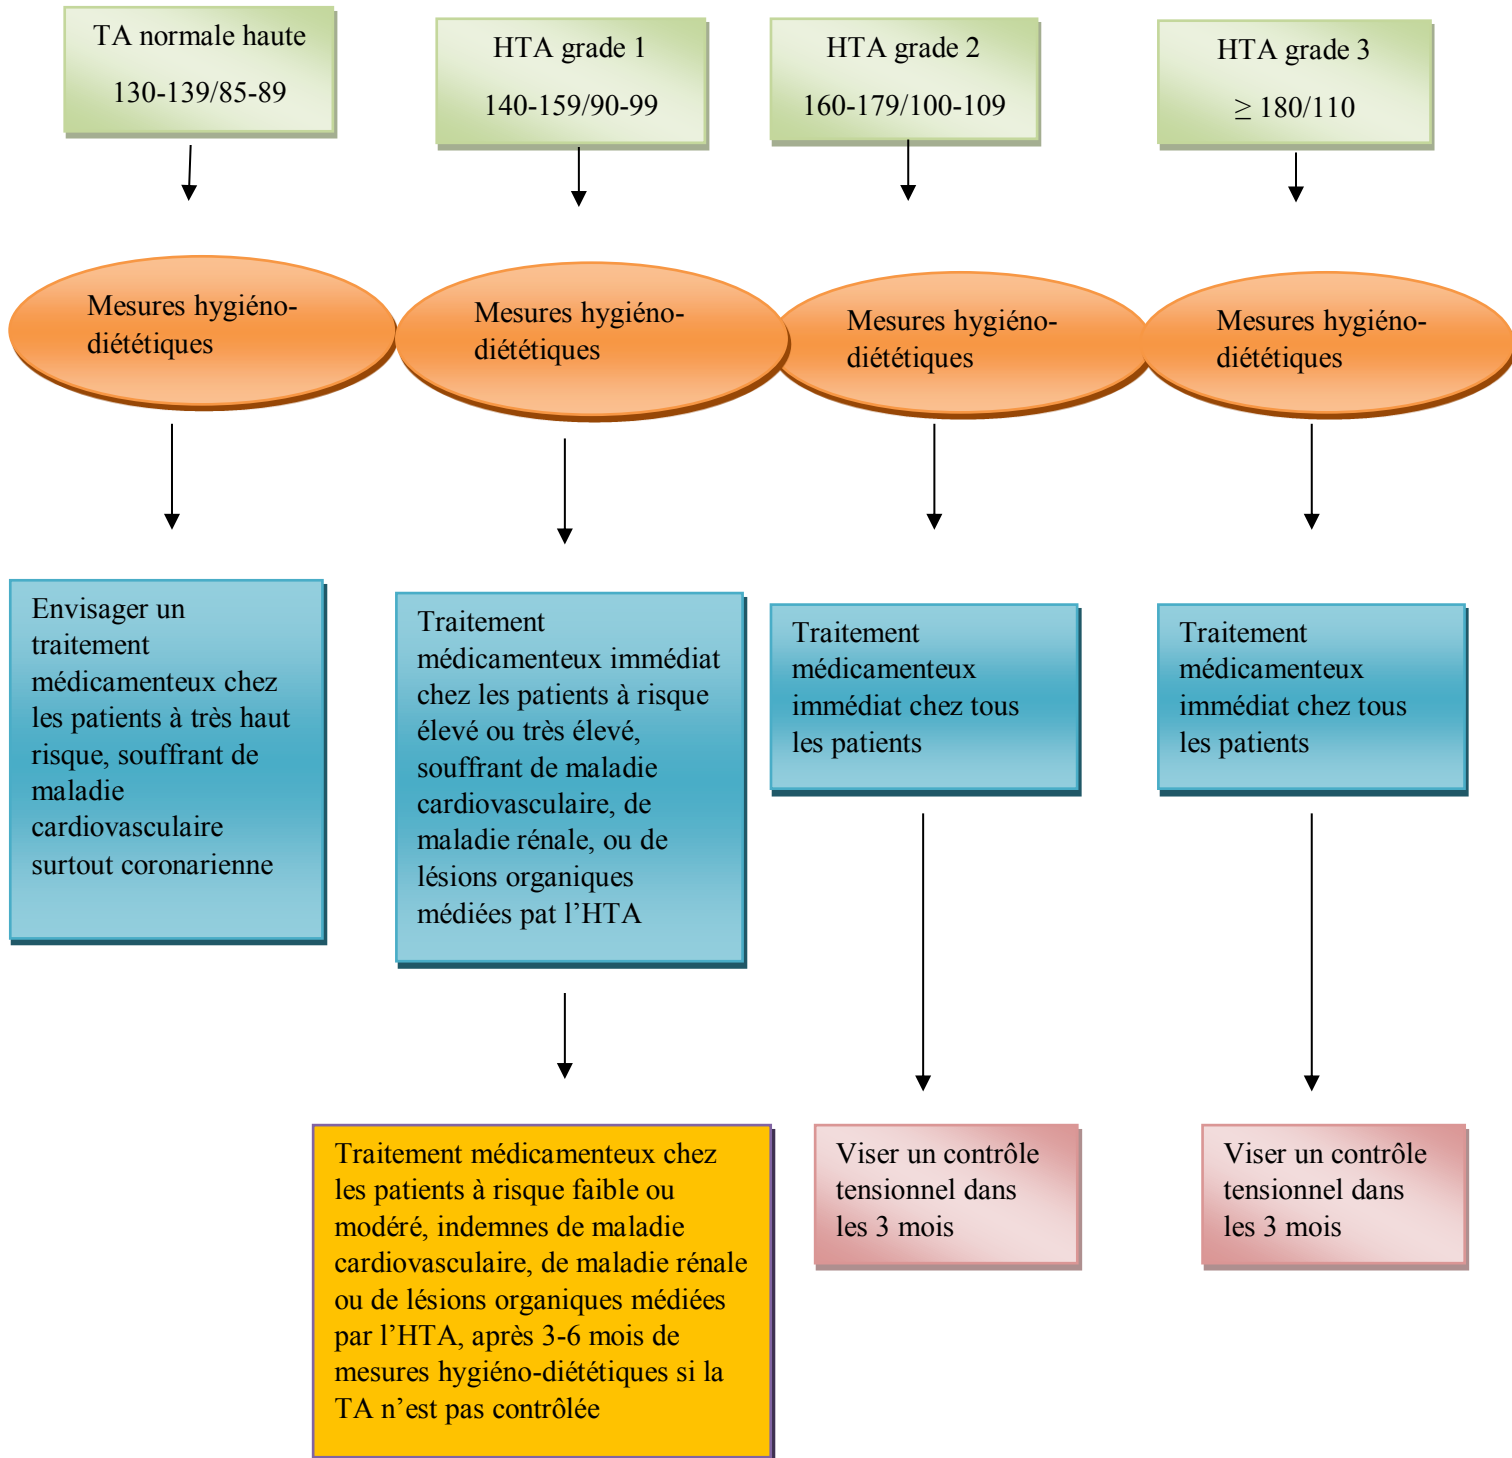 TA normale haute
130-139/85-89
HTA grade 1
140-159/90-99
HTA grade 2
160-179/100-109
HTA grade 3
≥ 180/110
Mesures hygiéno-
diététiques
Mesures hygiéno-
diététiques
Mesures hygiéno-
diététiques
Mesures hygiéno-
diététiques
Envisager un
traitement
médicamenteux chez
les patients à très haut
risque, souffrant de
maladie
cardiovasculaire
surtout coronarienne
Traitement
médicamenteux immédiat
chez les patients à risque
élevé ou très élevé,
souffrant de maladie
cardiovasculaire, de
maladie rénale, ou de
lésions organiques
médiées pat l’HTA
Traitement
médicamenteux
immédiat chez tous
les patients
Traitement
médicamenteux
immédiat chez tous
les patients
Traitement médicamenteux chez
les patients à risque faible ou
modéré, indemnes de maladie
cardiovasculaire, de maladie rénale
ou de lésions organiques médiées
par l’HTA, après 3-6 mois de
mesures hygiéno-diététiques si la
TA n’est pas contrôlée
Viser un contrôle
tensionnel dans
les 3 mois
Viser un contrôle
tensionnel dans
les 3 mois